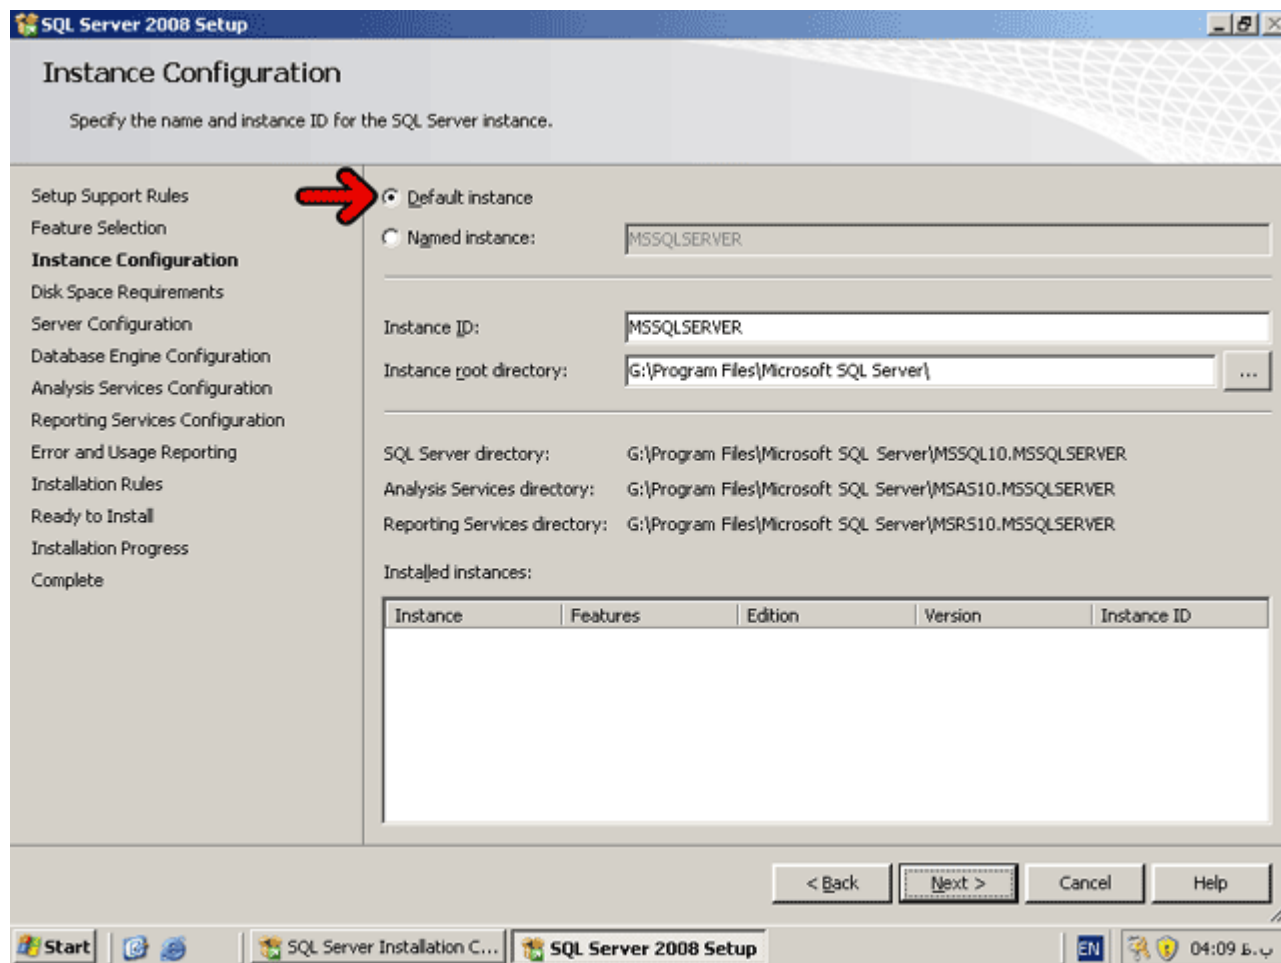 SQL Server 2008 Setup
Instance Configuration
Specify the name and instance ID for the SQL Server instance.
Setup Support Rules
Feature Selection
Instance Configuration
Disk Space Requirements
Server Configuration
Database Engine Configuration
Analysis Services Configuration
Reporting Services Configuration
Error and Usage Reporting
Installation Rules
Ready to Install
Installation Progress
Complete
Default instance
Named instance: MSSQLSERVER
Instance ID: MSSQLSERVER
Instance root directory: G:\Program Files\Microsoft SQL Server\ ...
SQL Server directory: G:\Program Files\Microsoft SQL Server\MSSQL10.MSSQLSERVER
Analysis Services directory: G:\Program Files\Microsoft SQL Server\MSAS10.MSSQLSERVER
Reporting Services directory: G:\Program Files\Microsoft SQL Server\MSRS10.MSSQLSERVER
Installed instances:
Instance Features Edition Version Instance ID
< Back Next > Cancel Help
Start SQL Server Installation C... SQL Server 2008 Setup EN 04:09 ب.ظ